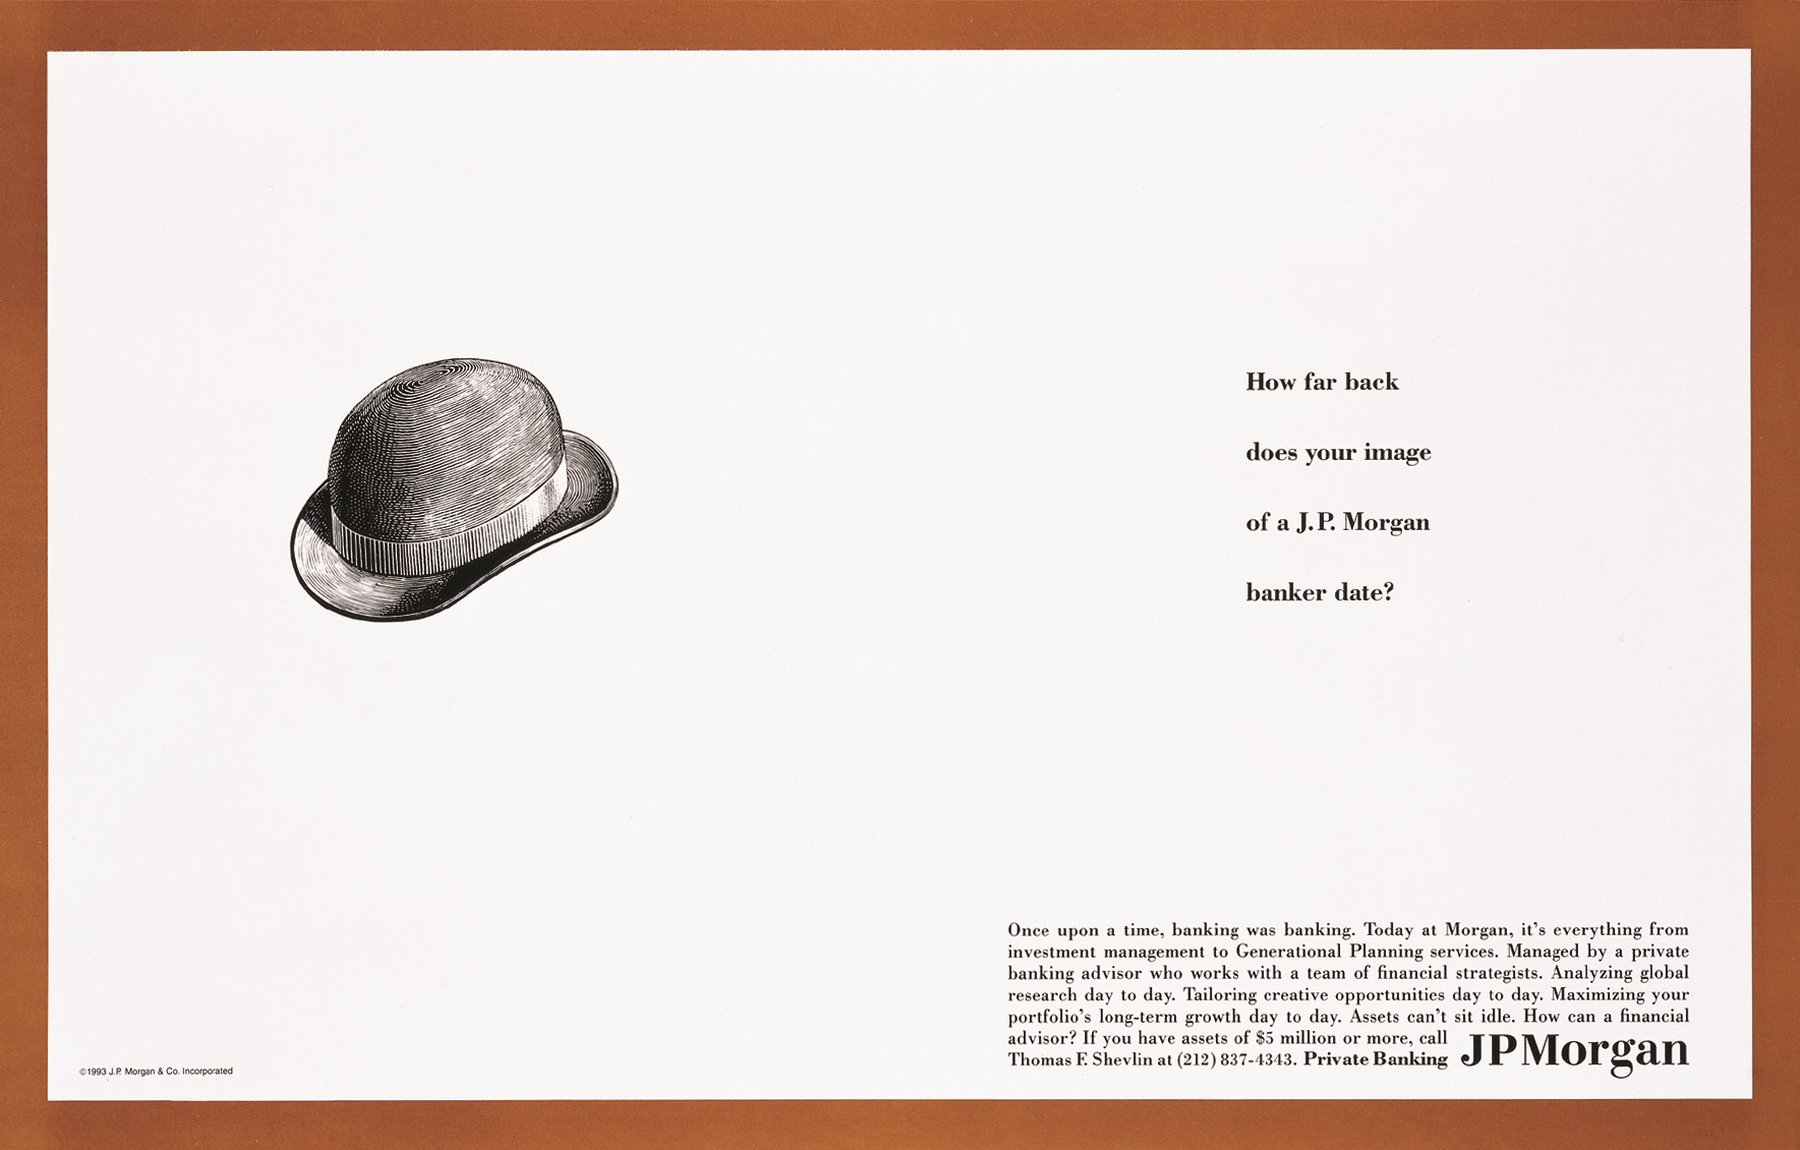 How far back
does your image
of a J.P. Morgan
banker date?
Once upon a time, banking was banking. Today at Morgan, it's everything from
investment management to Generational Planning services. Managed by a private
banking advisor who works with a team of financial strategists. Analyzing global
research day to day. Tailoring creative opportunities day to day. Maximizing your
portfolio's long-term growth day to day. Assets can't sit idle. How can a financial
advisor? If you have assets of $5 million or more, call
Thomas F. Shevlin at (212) 837-4343. Private Banking JPMorgan
©1993 J.P. Morgan & Co. Incorporated